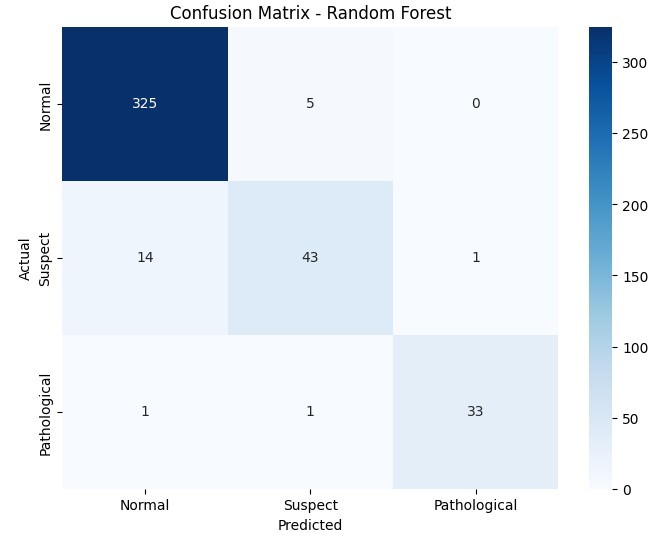 Confusion Matrix - Random Forest
Actual
Normal
325 5 0
Suspect
14 43 1
Pathological
1 1 33
Normal Suspect Pathological
Predicted
300
250
200
150
100
50
0